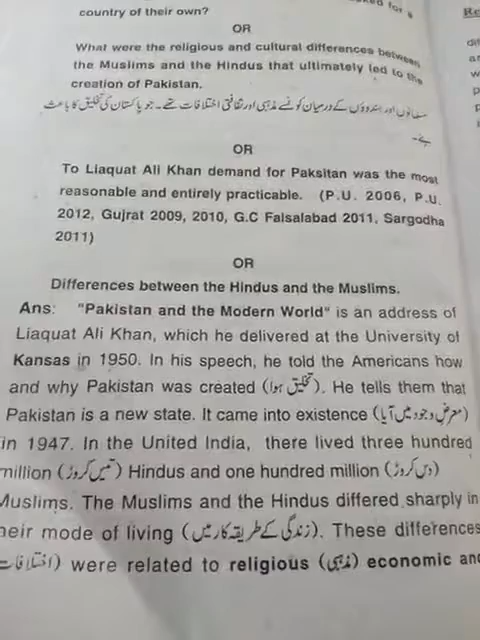 country of their own?
OR
What were the religious and cultural differences between
the Muslims and the Hindus that ultimately led to the
creation of Pakistan.
مسلمانوں اور ہندوؤں کے درمیان کونسے مذہبی اور ثقافتی اختلافات تھے۔ جو پاکستان کی تخلیق کا باعث
بنے۔
OR
To Liaquat Ali Khan demand for Paksitan was the most
reasonable and entirely practicable. (P.U. 2006, P.U.
2012, Gujrat 2009, 2010, G.C Faisalabad 2011, Sargodha
2011)
OR
Differences between the Hindus and the Muslims.
Ans: "Pakistan and the Modern World" is an address of
Liaquat Ali Khan, which he delivered at the University of
Kansas in 1950. In his speech, he told the Americans how
and why Pakistan was created (تخلیق ہوا). He tells them that
Pakistan is a new state. It came into existence (معرض وجود میں آیا)
in 1947. In the United India, there lived three hundred
million (تیس کروڑ) Hindus and one hundred million (دس کروڑ)
Muslims. The Muslims and the Hindus differed sharply in
heir mode of living (زندگی کے طریقہ کار میں). These differences
(اختلافات) were related to religious (مذہبی) economic and